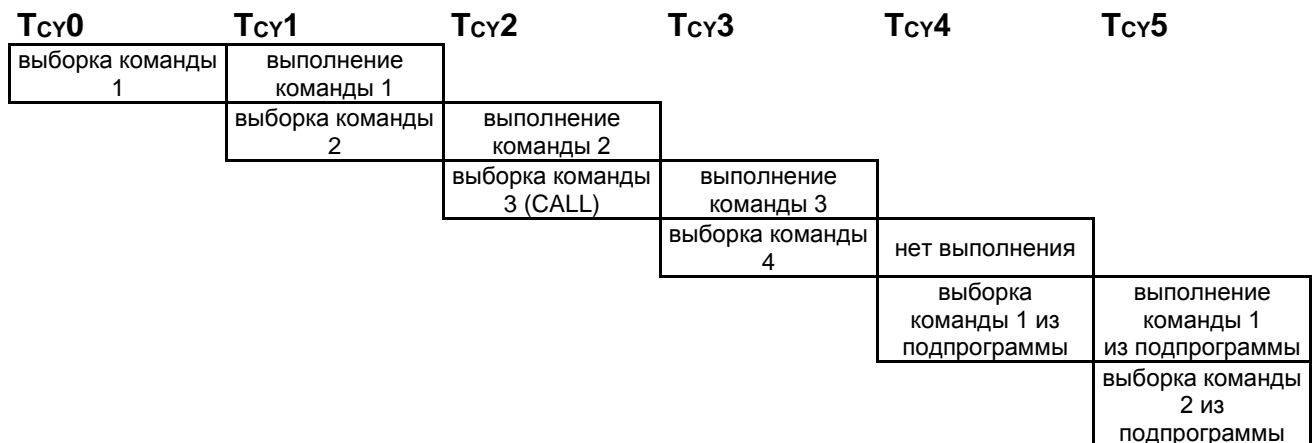 TCY0 TCY1 TCY2 TCY3 TCY4 TCY5
выборка команды
1
выполнение
команды 1
выборка команды
2
выполнение
команды 2
выборка команды
3 (CALL)
выполнение
команды 3
выборка команды
4
нет выполнения
выборка
команды 1 из
подпрограммы
выполнение
команды 1
из подпрограммы
выборка команды
2 из
подпрограммы